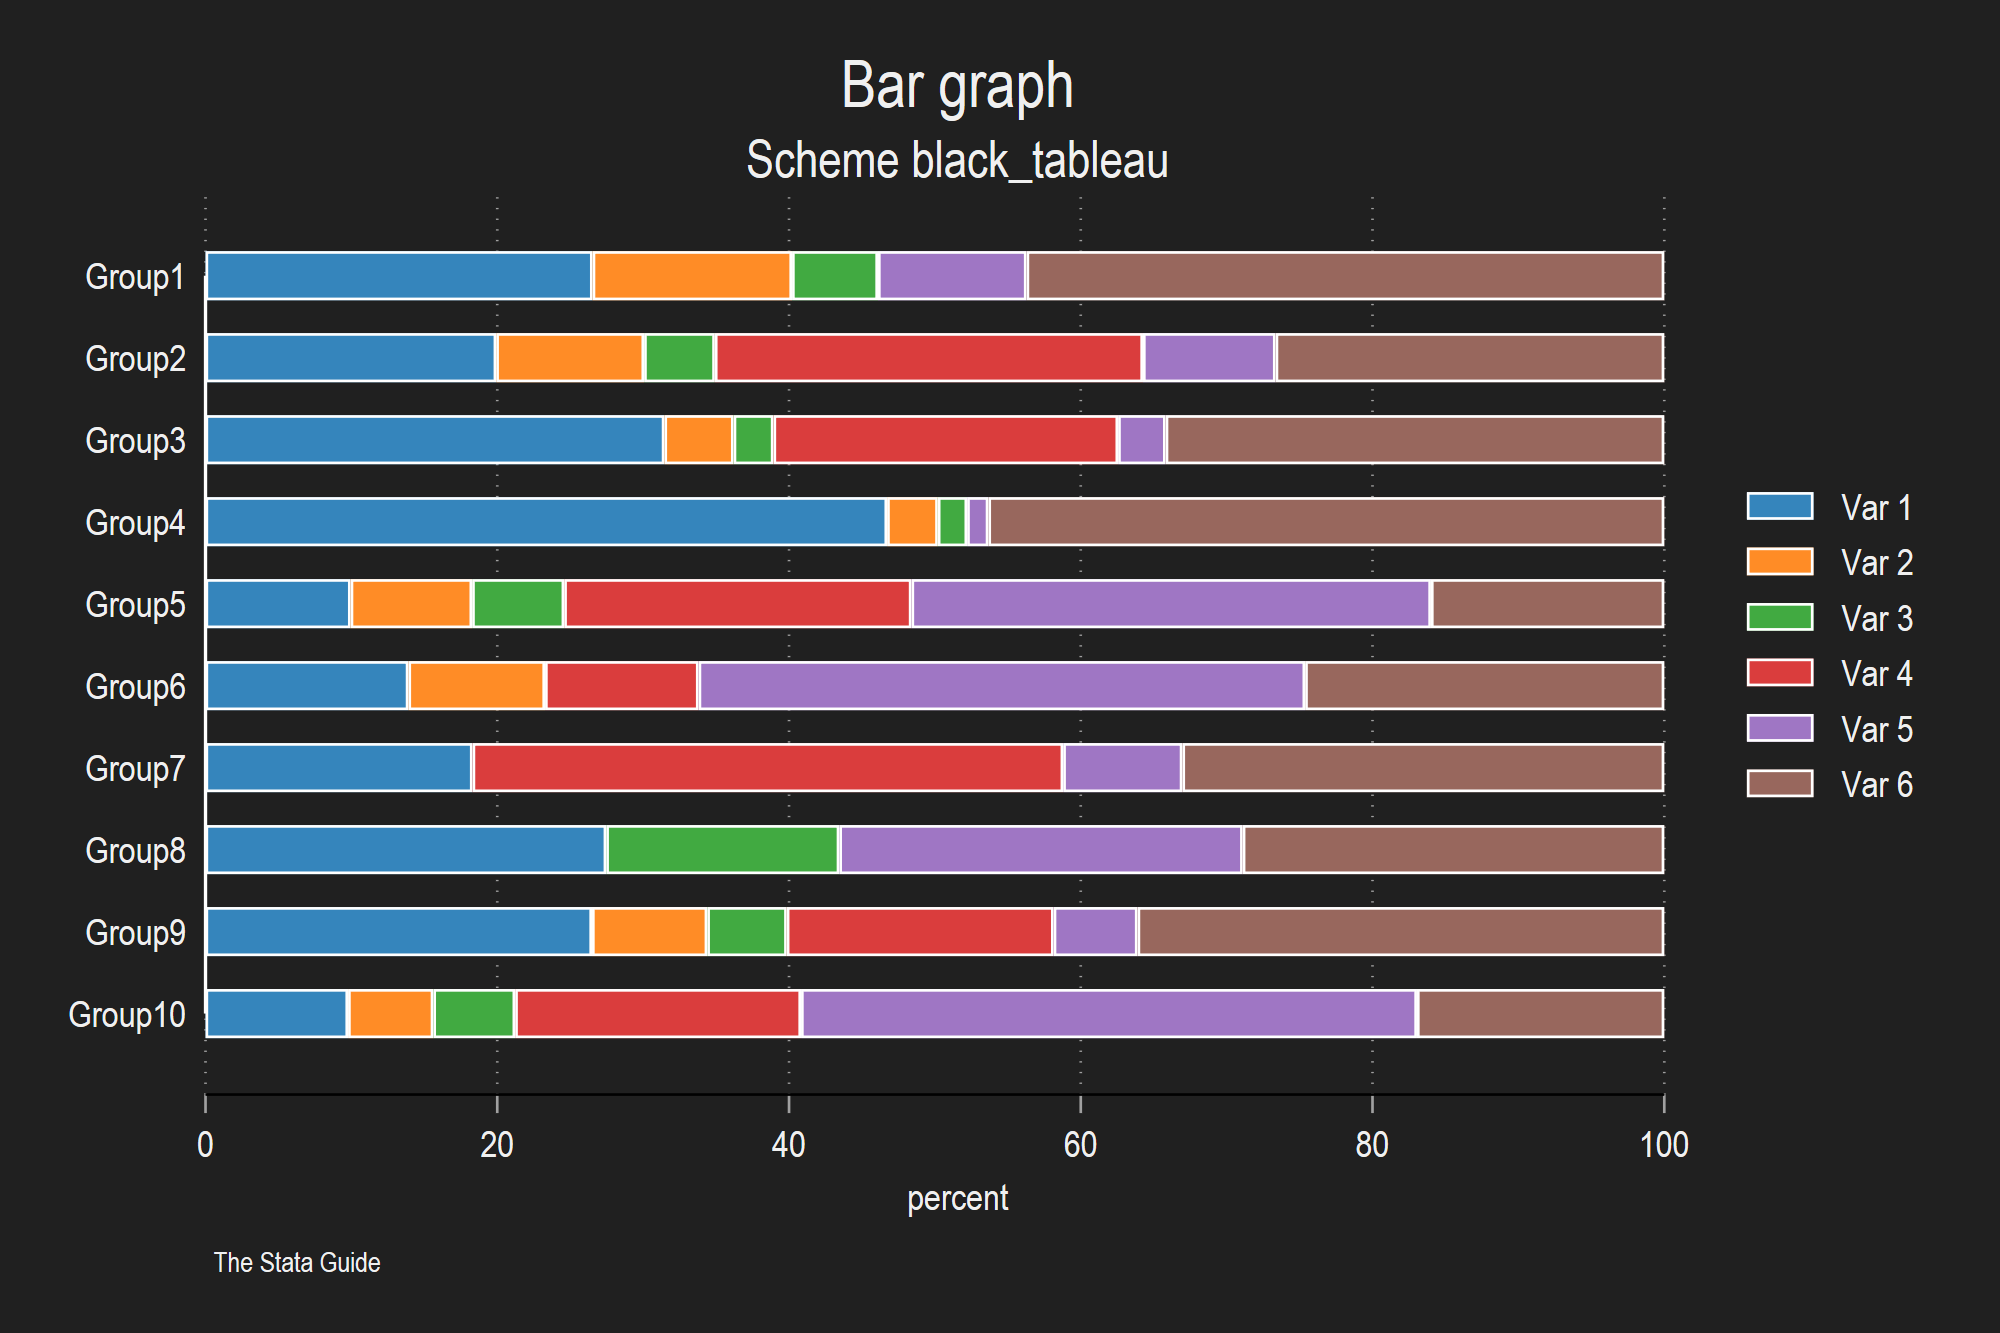 Bar graph
Scheme black_tableau
Group1
Group2
Group3
Group4
Group5
Group6
Group7
Group8
Group9
Group10
Var 1
Var 2
Var 3
Var 4
Var 5
Var 6
0 20 40 60 80 100
percent
The Stata Guide